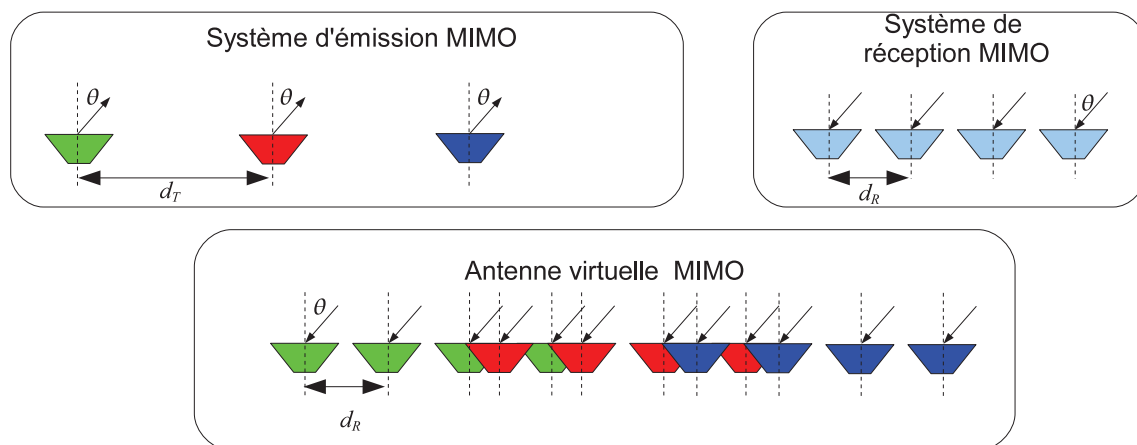 Système d'émission MIMO
θ θ θ
d_T
Système de
réception MIMO
θ
d_R
Antenne virtuelle MIMO
θ
d_R